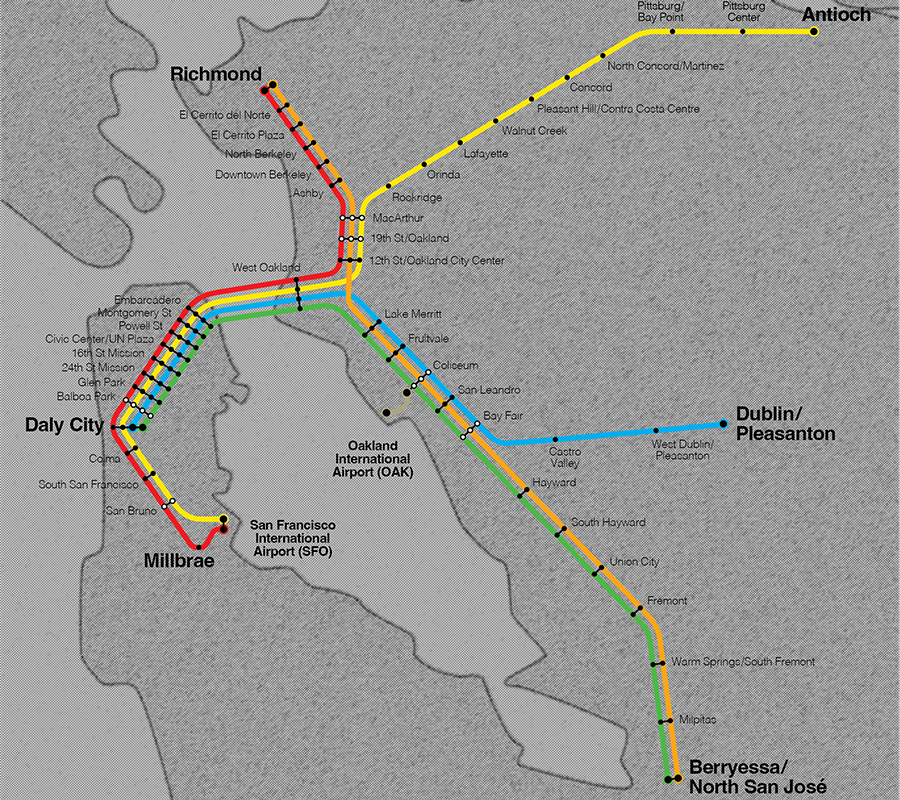 Pittsburg/
Bay Point
Pittsburg
Center
Antioch
Richmond
North Concord/Martinez
Concord
El Cerrito del Norte
Pleasant Hill/Contra Costa Centre
El Cerrito Plaza
Walnut Creek
North Berkeley
Lafayette
Downtown Berkeley
Orinda
Ashby
Rockridge
MacArthur
19th St/Oakland
12th St/Oakland City Center
West Oakland
Embarcadero
Montgomery St
Lake Merritt
Powell St
Civic Center/UN Plaza
Fruitvale
16th St Mission
24th St Mission
Coliseum
Glen Park
San Leandro
Balboa Park
Bay Fair
Daly City
Dublin/
Pleasanton
Oakland
International
Airport (OAK)
Castro
Valley
West Dublin/
Pleasanton
Colma
South San Francisco
Hayward
San Bruno
San Francisco
International
Airport (SFO)
South Hayward
Millbrae
Union City
Fremont
Warm Springs/South Fremont
Milpitas
Berryessa/
North San José